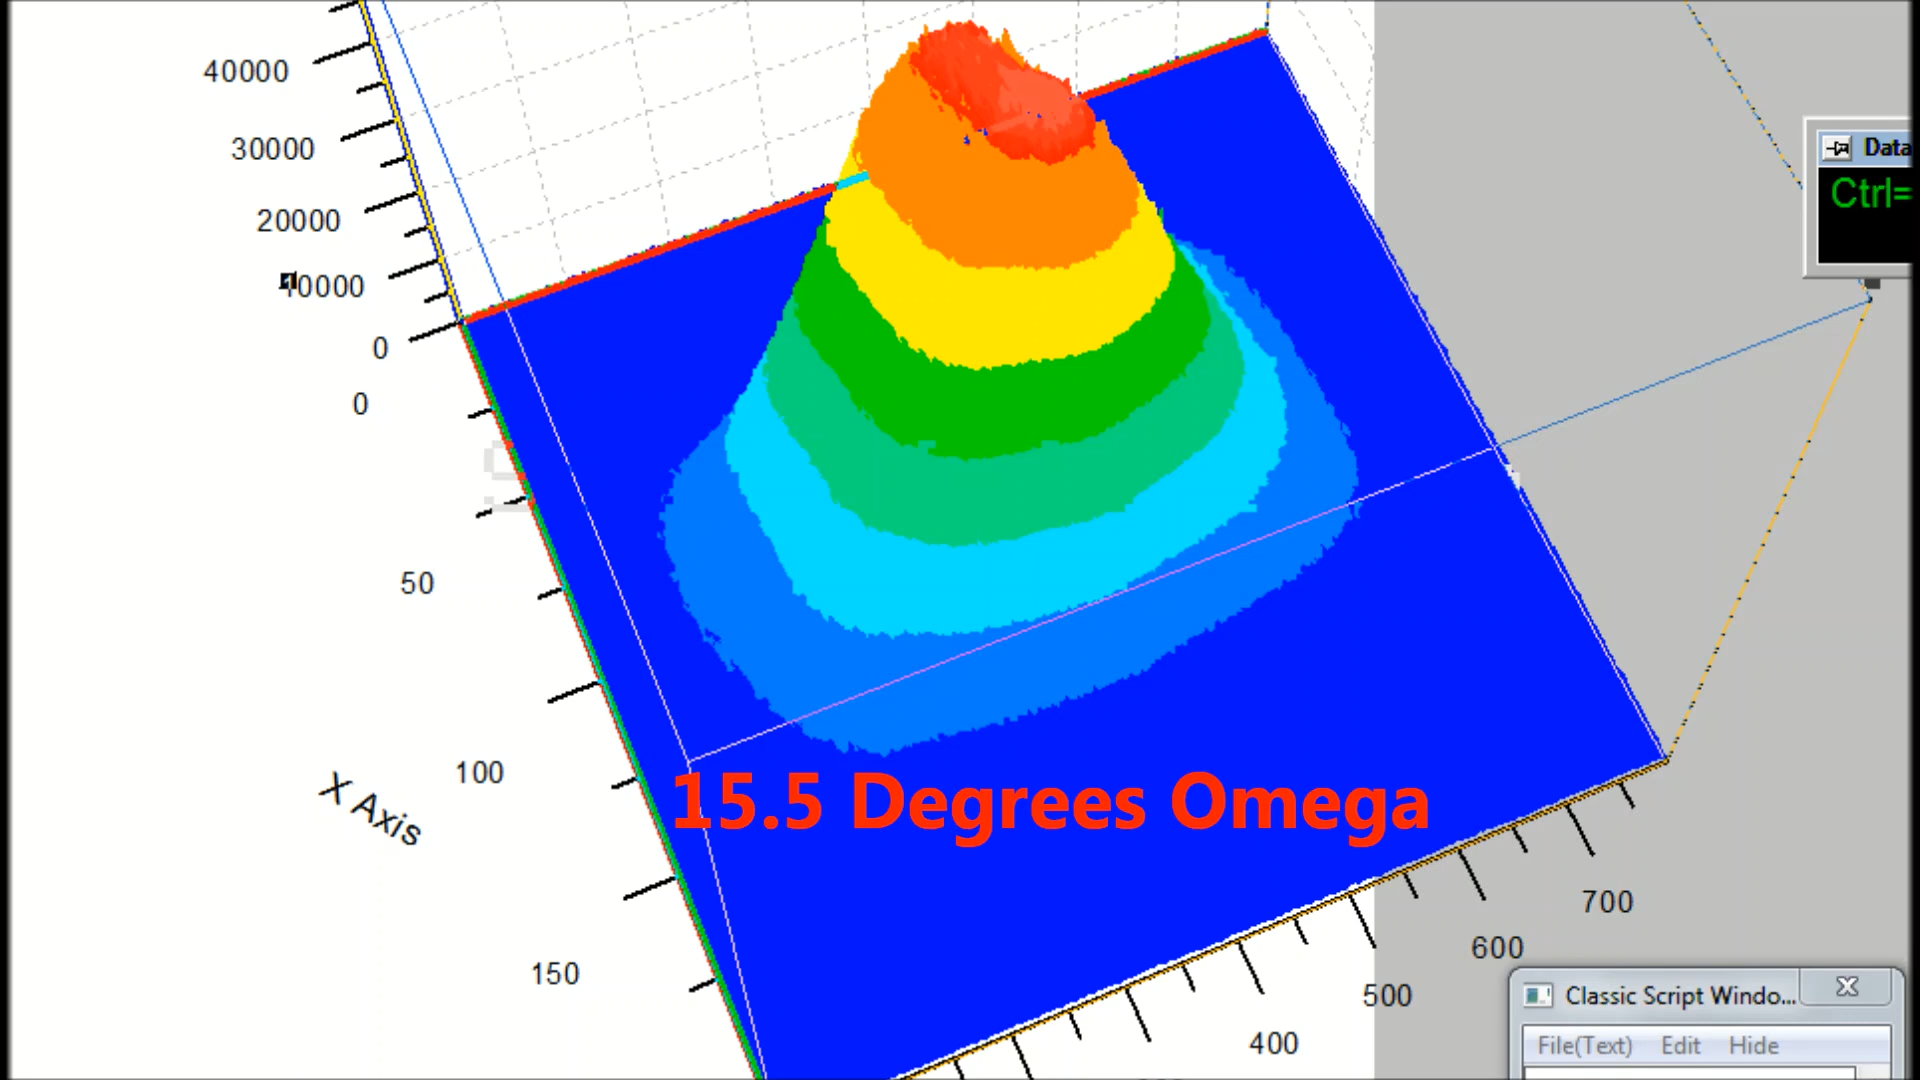 40000
30000
20000
10000
0
0
50
100
150
X Axis
15.5 Degrees Omega
700
600
500
400
Data
Ctrl=
Classic Script Windo...
File(Text) Edit Hide